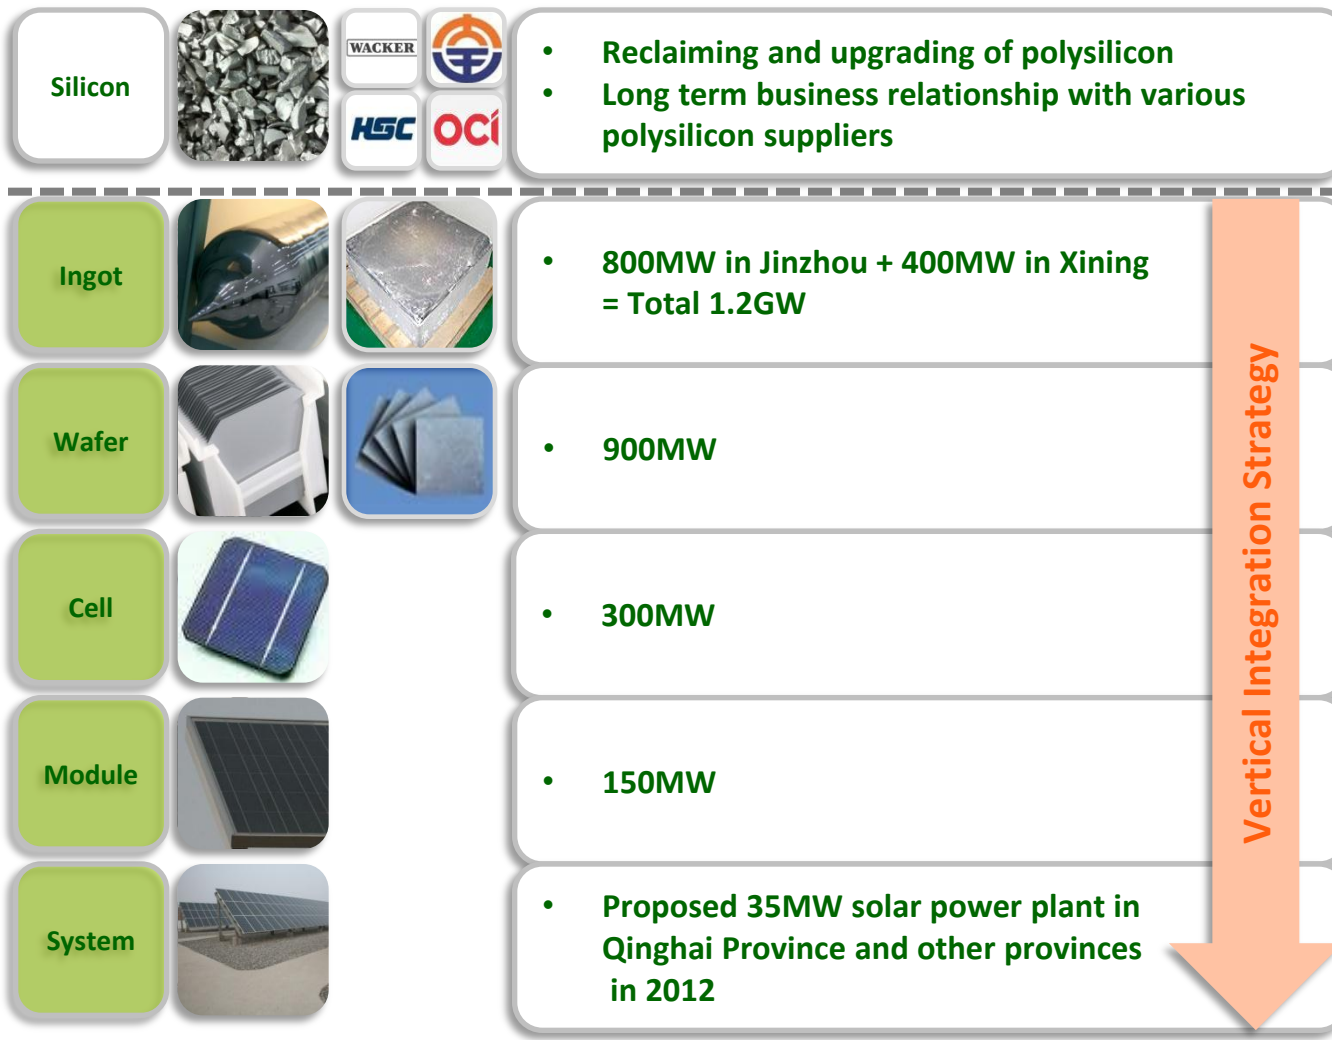 Silicon
WACKER
HSC
OCI
• Reclaiming and upgrading of polysilicon
• Long term business relationship with various
polysilicon suppliers
Ingot
• 800MW in Jinzhou + 400MW in Xining
= Total 1.2GW
Wafer
• 900MW
Cell
• 300MW
Module
• 150MW
System
• Proposed 35MW solar power plant in
Qinghai Province and other provinces
in 2012
Vertical Integration Strategy